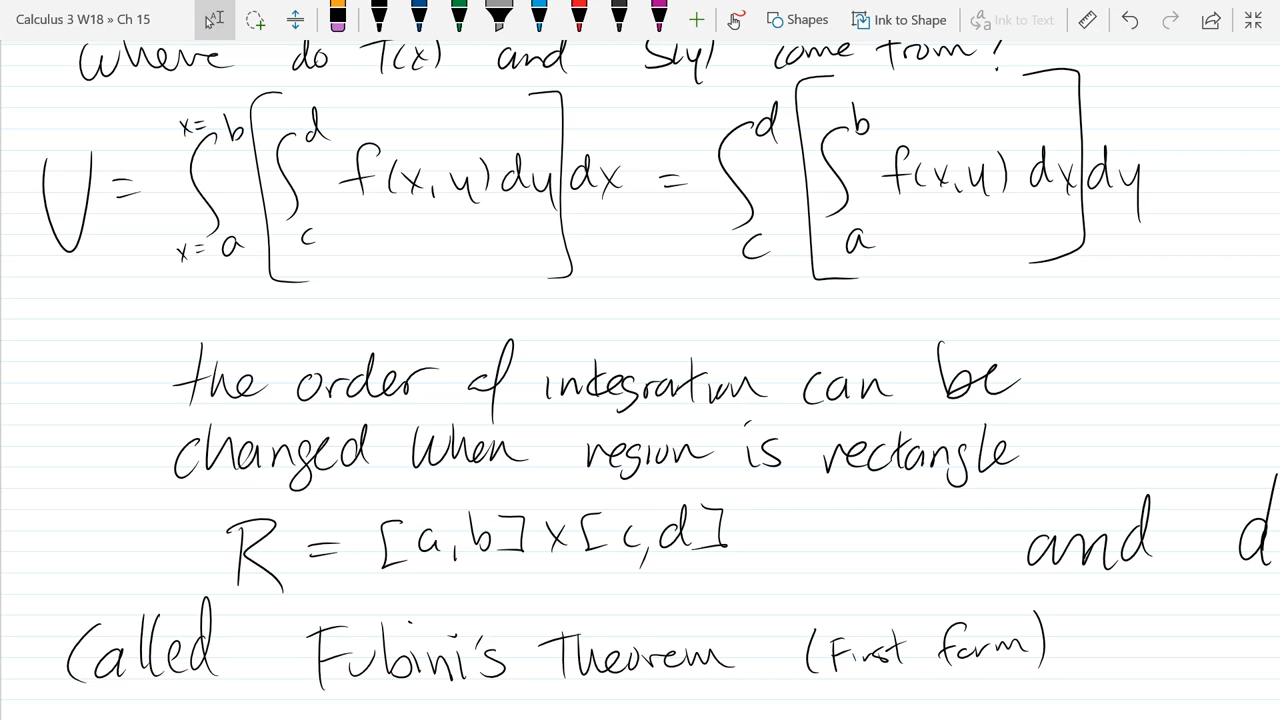 Calculus 3 W18 » Ch 15
Shapes
Ink to Shape
Ink to Text
Where do T(x) and S(y) come from?
V = ∫_{x=a}^{x=b} [∫_c^d f(x,y)dy]dx = ∫_c^d [∫_a^b f(x,y) dx]dy
the order of integration can be
changed when region is rectangle
R = [a,b]×[c,d] and d
Called Fubini's Theorem (First form)